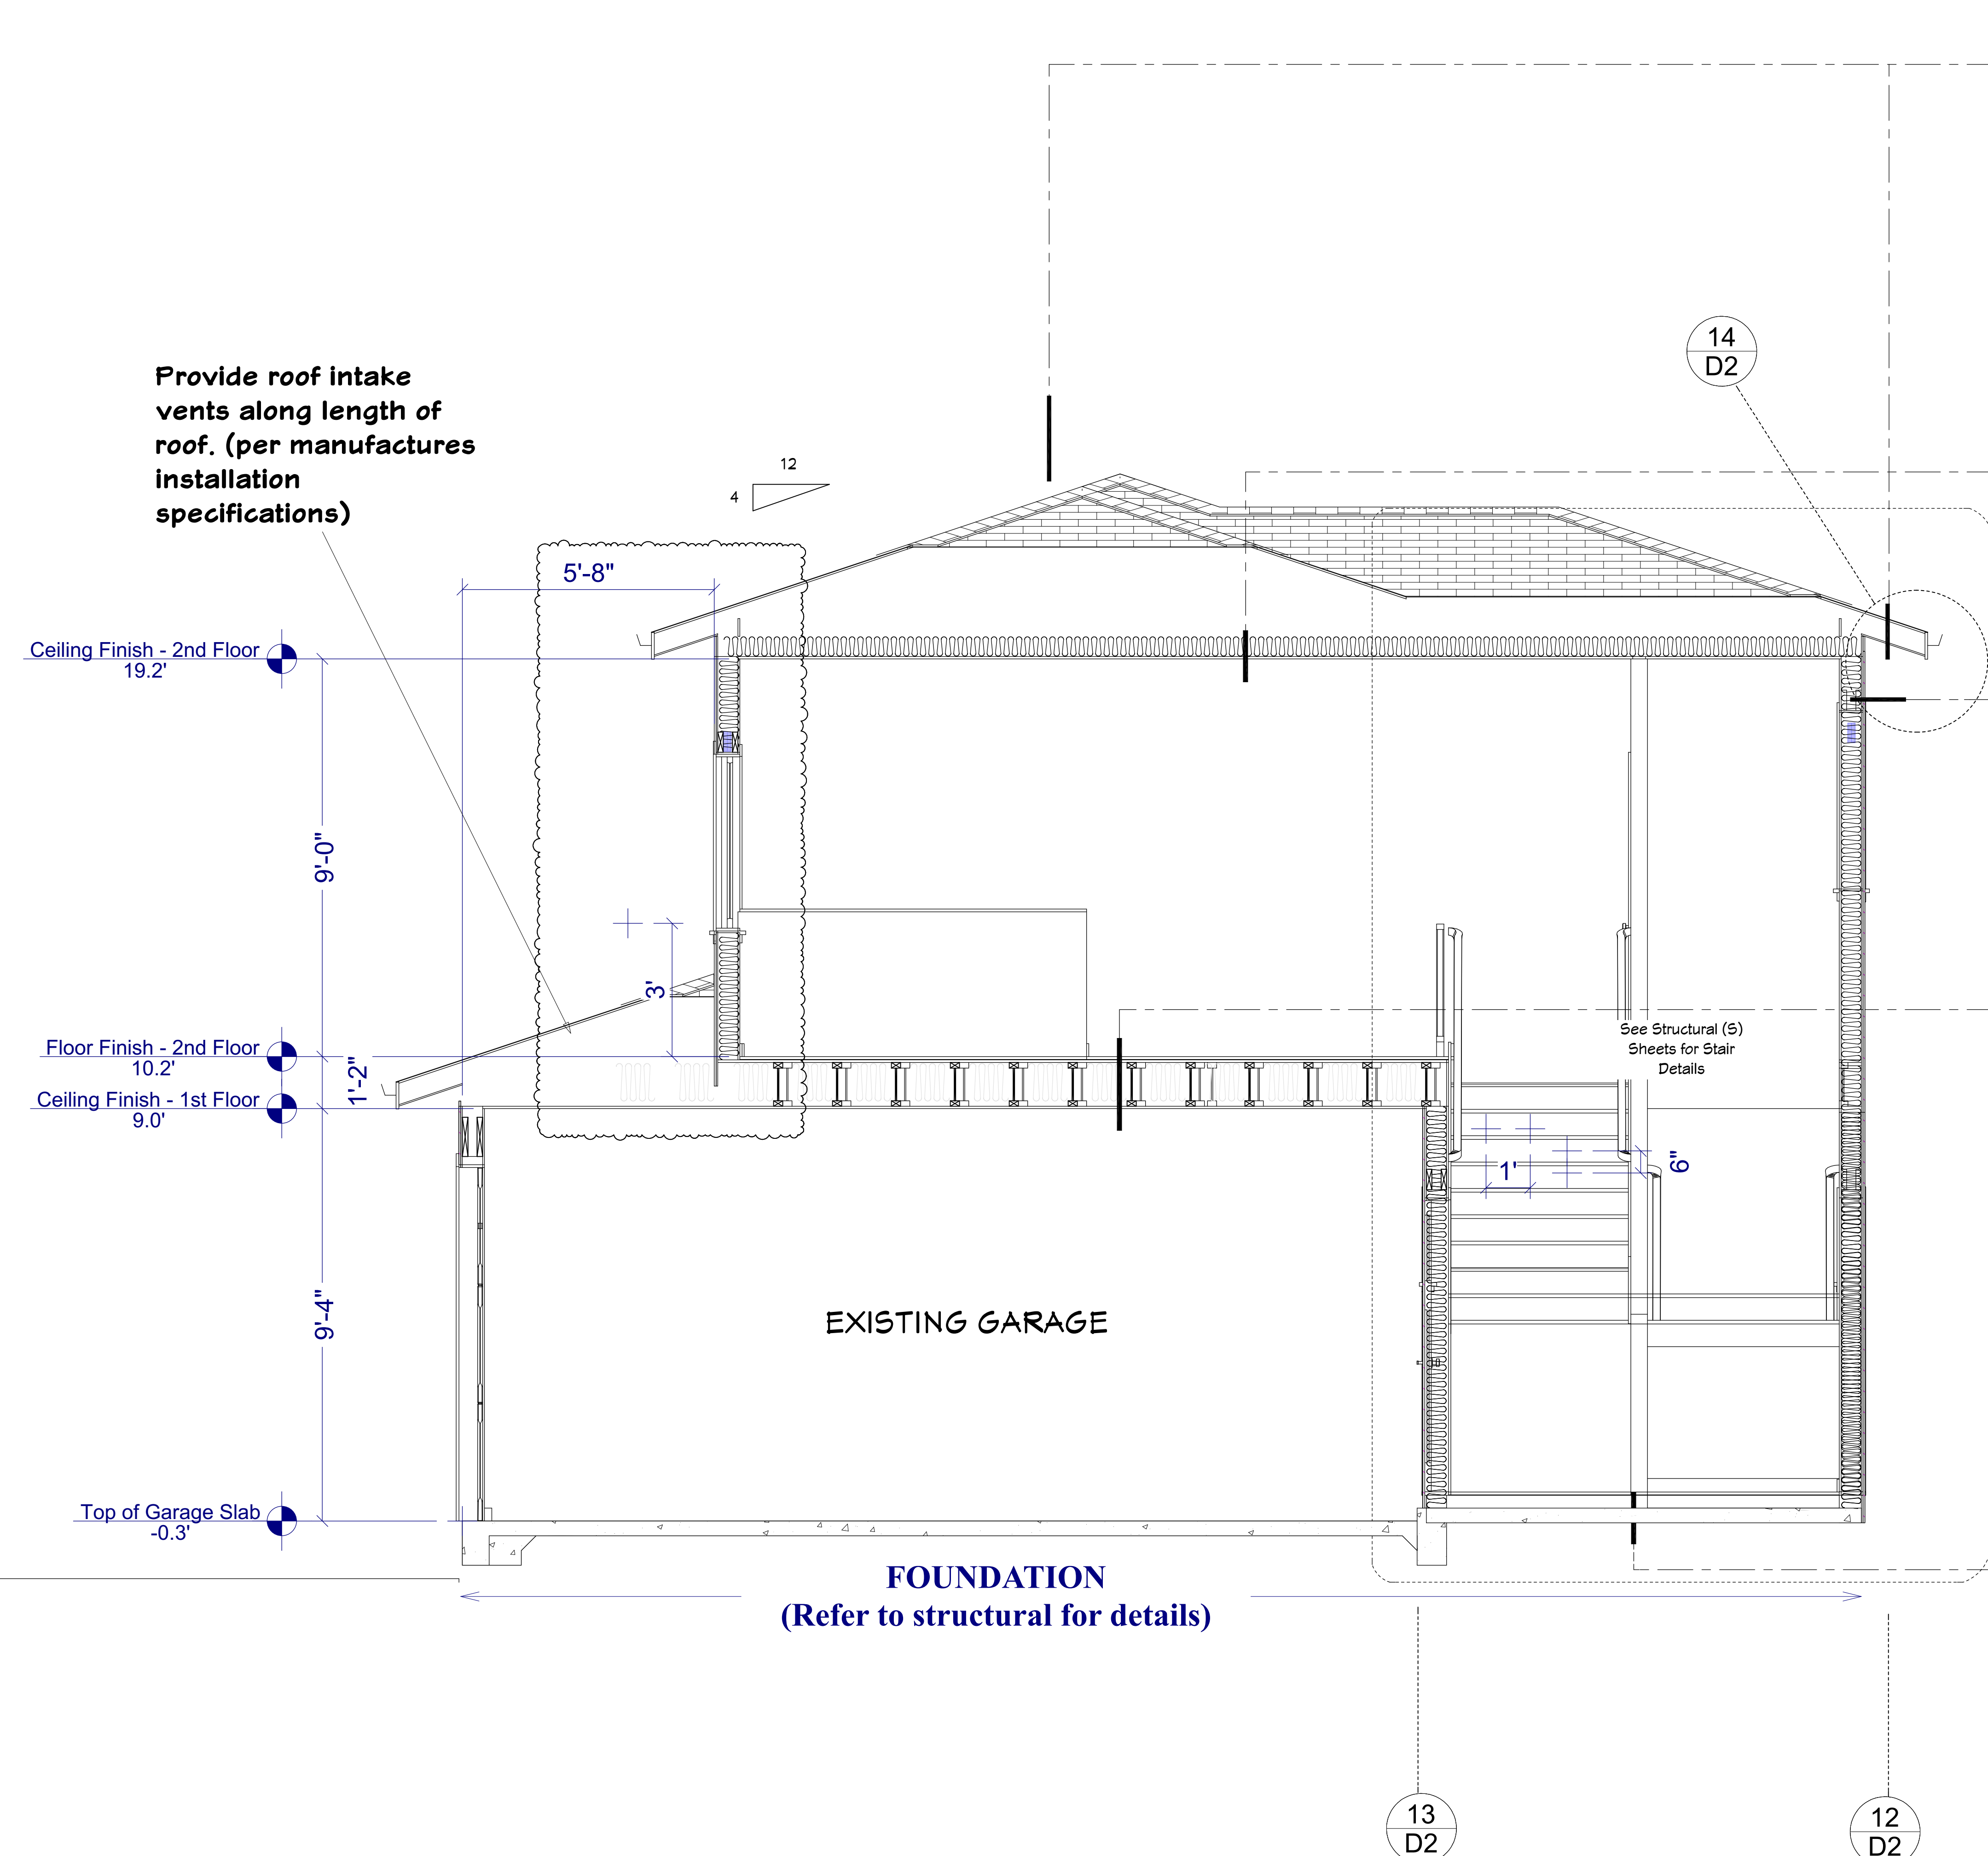 14
D2
Provide roof intake
vents along length of
roof. (per manufactures
installation
specifications)
12
4
5'-8"
Ceiling Finish - 2nd Floor
19.2'
9'-0"
3'
Floor Finish - 2nd Floor
10.2'
1'-2"
Ceiling Finish - 1st Floor
9.0'
See Structural (S)
Sheets for Stair
Details
1'
6"
9'-4"
EXISTING GARAGE
Top of Garage Slab
-0.3'
FOUNDATION
(Refer to structural for details)
13
D2
12
D2